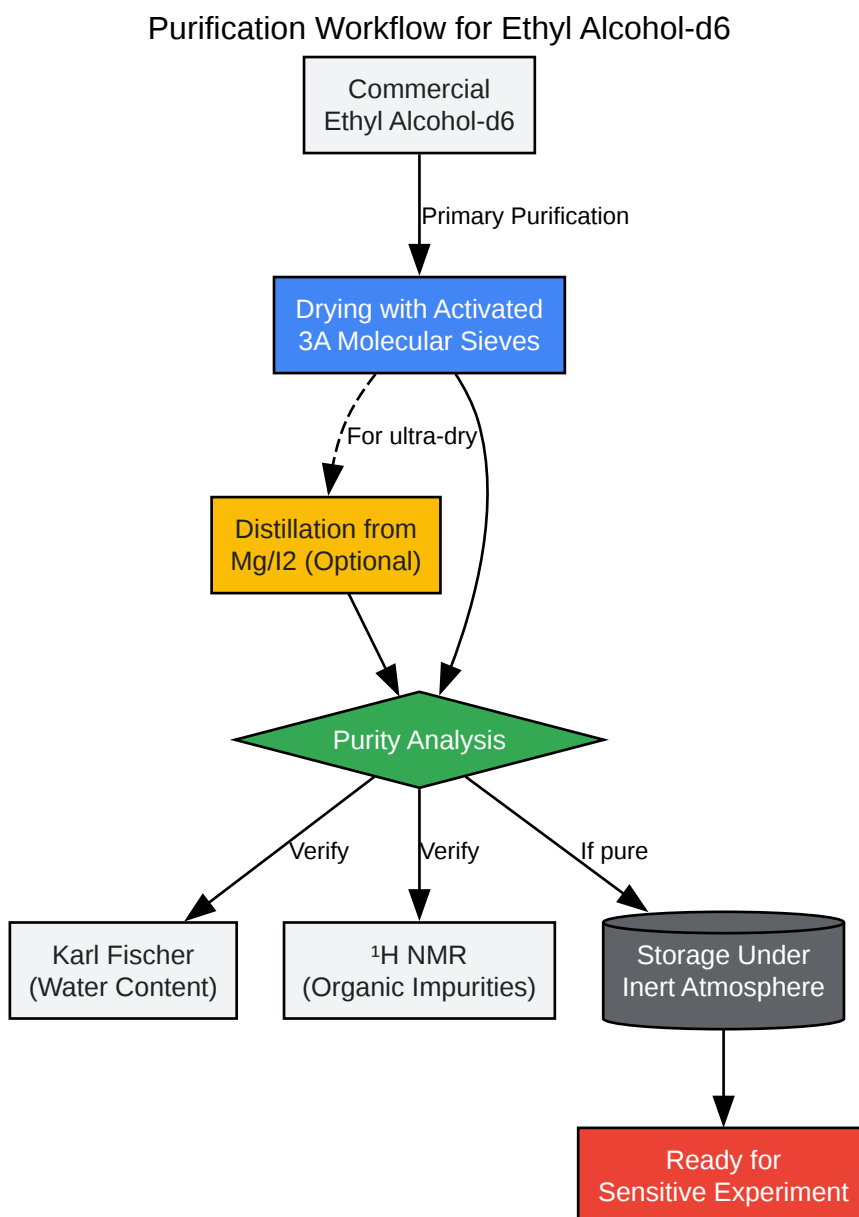 Purification Workflow for Ethyl Alcohol-d6
Commercial
Ethyl Alcohol-d6
Primary Purification
Drying with Activated
3A Molecular Sieves
For ultra-dry
Distillation from
Mg/I2 (Optional)
Purity Analysis
Verify
Verify
If pure
Karl Fischer
(Water Content)
¹H NMR
(Organic Impurities)
Storage Under
Inert Atmosphere
Ready for
Sensitive Experiment